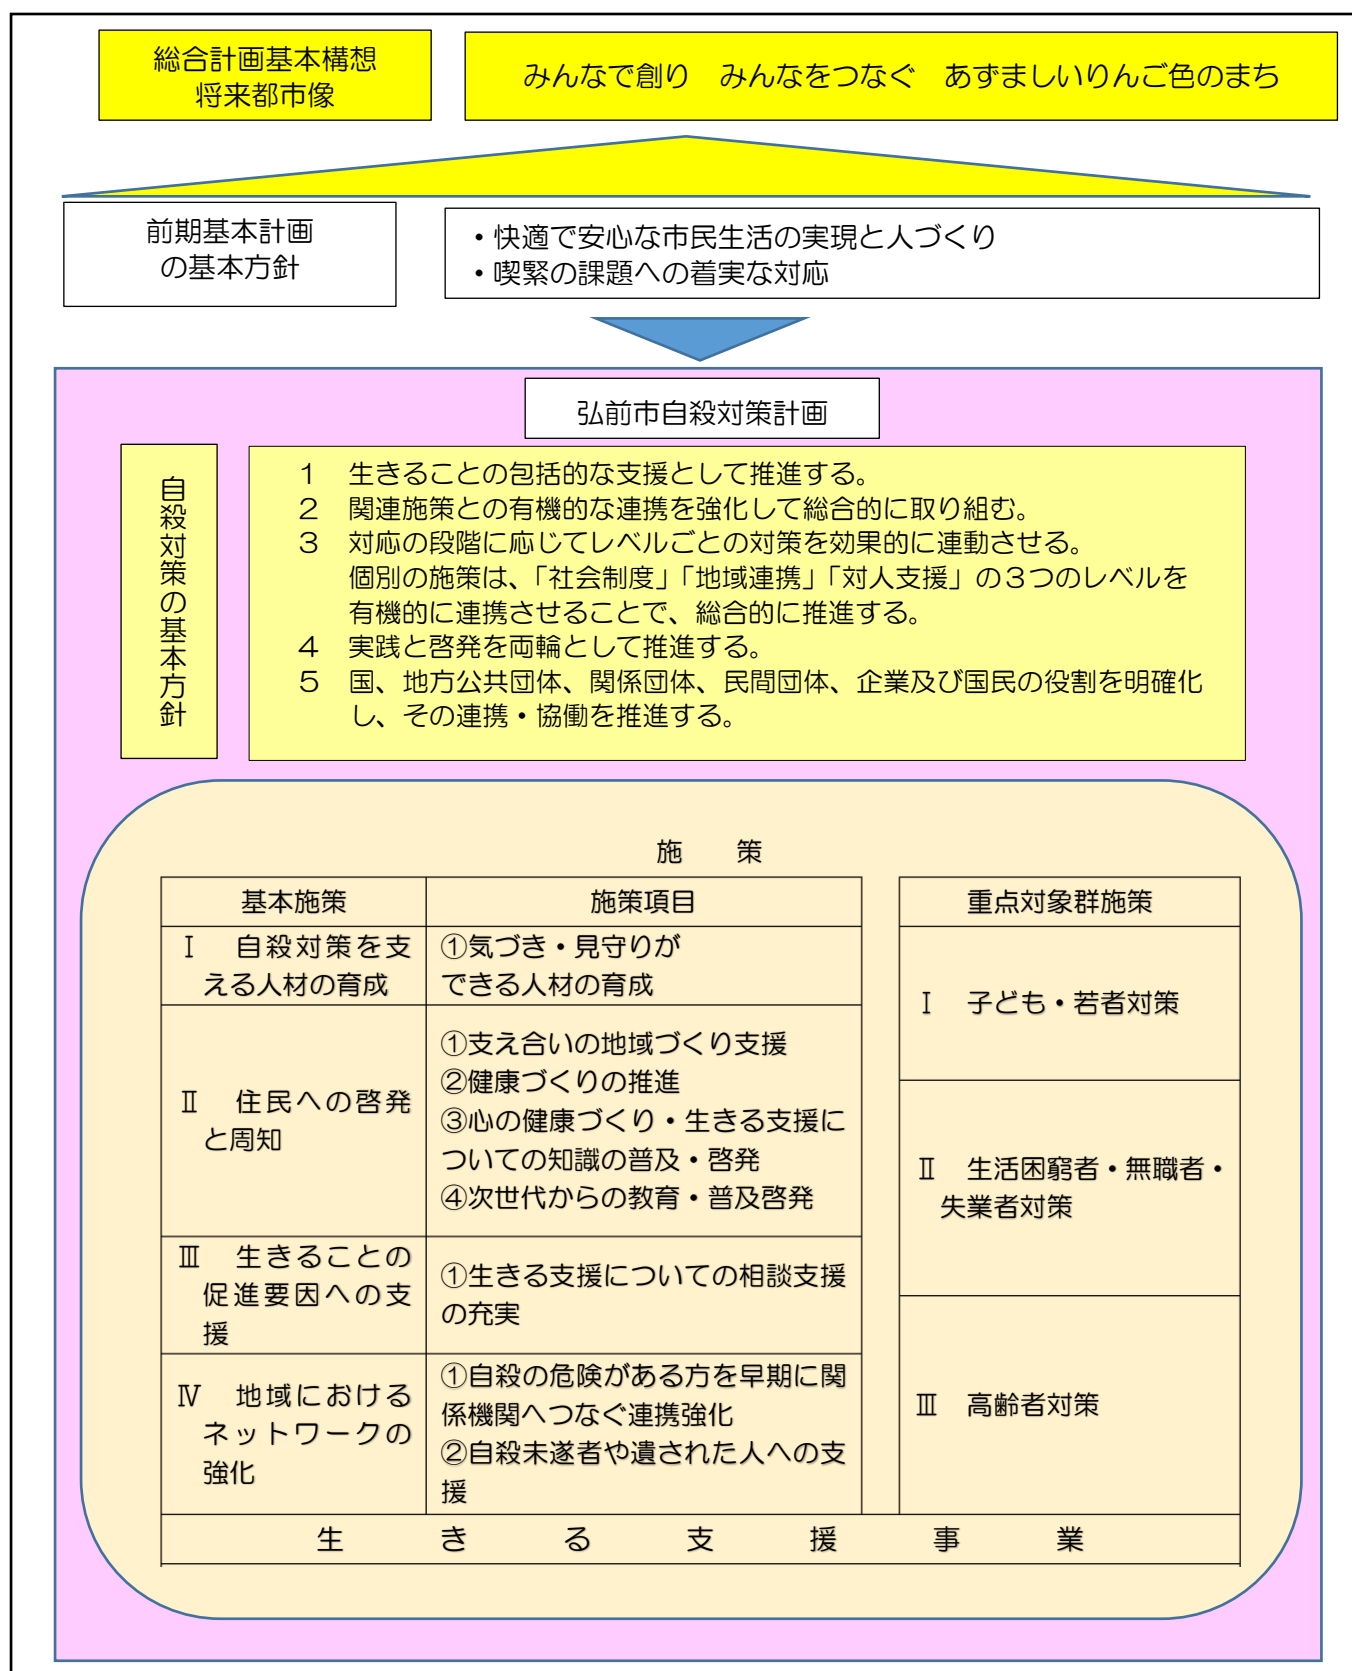 総合計画基本構想
将来都市像
みんなで創り　みんなをつなぐ　あずましいりんご色のまち
前期基本計画
の基本方針
・快適で安心な市民生活の実現と人づくり
・喫緊の課題への着実な対応
弘前市自殺対策計画
自殺対策の基本方針
１　生きることの包括的な支援として推進する。
２　関連施策との有機的な連携を強化して総合的に取り組む。
３　対応の段階に応じてレベルごとの対策を効果的に連動させる。
個別の施策は、「社会制度」「地域連携」「対人支援」の３つのレベルを
有機的に連携させることで、総合的に推進する。
４　実践と啓発を両輪として推進する。
５　国、地方公共団体、関係団体、民間団体、企業及び国民の役割を明確化
し、その連携・協働を推進する。
施　策
基本施策
施策項目
Ⅰ　自殺対策を支
える人材の育成
①気づき・見守りが
できる人材の育成
Ⅱ　住民への啓発
と周知
①支え合いの地域づくり支援
②健康づくりの推進
③心の健康づくり・生きる支援に
ついての知識の普及・啓発
④次世代からの教育・普及啓発
Ⅲ　生きることの
促進要因への支
援
①生きる支援についての相談支援
の充実
Ⅳ　地域における
ネットワークの
強化
①自殺の危険がある方を早期に関
係機関へつなぐ連携強化
②自殺未遂者や遺された人への支
援
重点対象群施策
Ⅰ　子ども・若者対策
Ⅱ　生活困窮者・無職者・
失業者対策
Ⅲ　高齢者対策
生　き　る　支　援　事　業